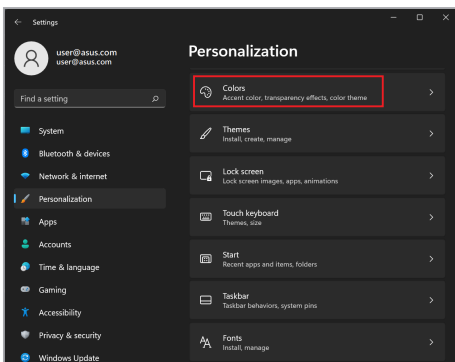 Settings
user@asus.com
user@asus.com
Find a setting
System
Bluetooth & devices
Network & internet
Personalization
Apps
Accounts
Time & language
Gaming
Accessibility
Privacy & security
Windows Update
Personalization
Colors
Accent color, transparency effects, color theme
Themes
Install, create, manage
Lock screen
Lock screen images, apps, animations
Touch keyboard
Themes, size
Start
Recent apps and items, folders
Taskbar
Taskbar behaviors, system pins
Fonts
Install, manage